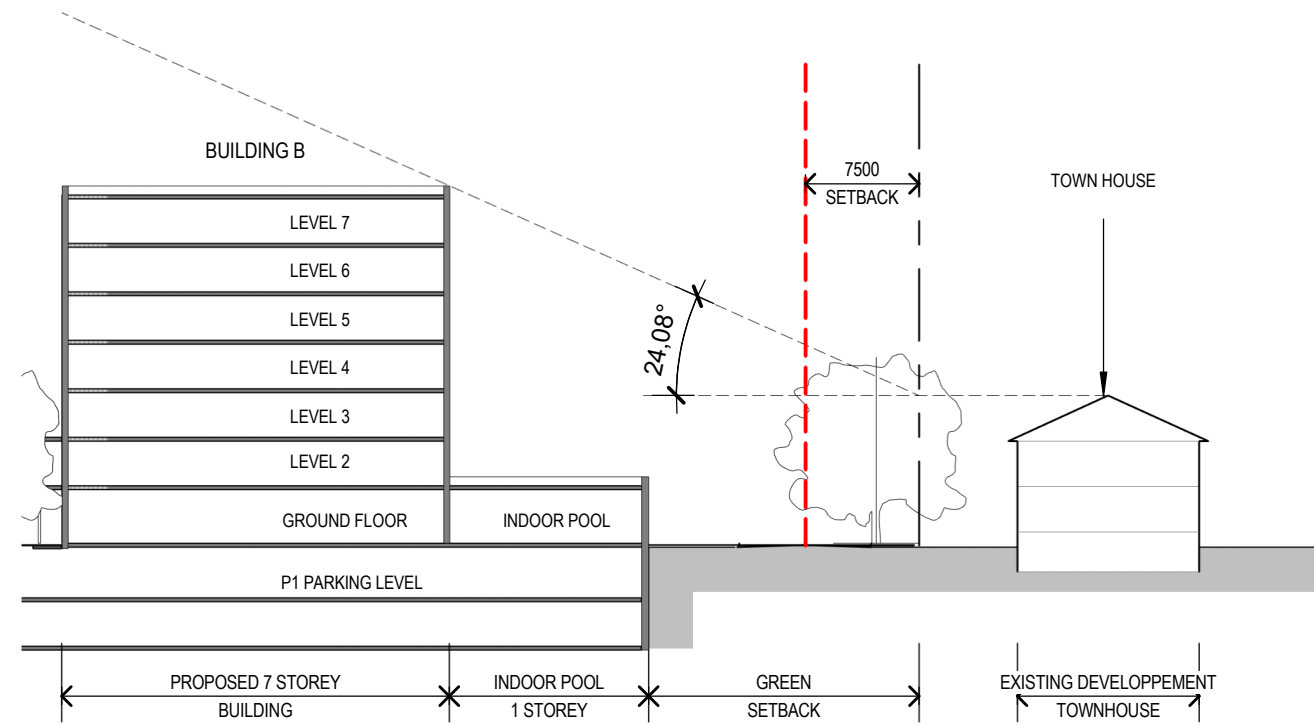 BUILDING B
7500
SETBACK
TOWN HOUSE
LEVEL 7
LEVEL 6
LEVEL 5
24,08°
LEVEL 4
LEVEL 3
LEVEL 2
GROUND FLOOR
INDOOR POOL
P1 PARKING LEVEL
PROPOSED 7 STOREY
BUILDING
INDOOR POOL
1 STOREY
GREEN
SETBACK
EXISTING DEVELOPPEMENT
TOWNHOUSE